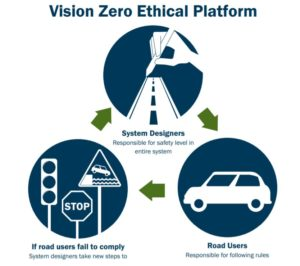 Vision Zero Ethical Platform
System Designers
Responsible for safety level in
entire system
STOP
If road users fail to comply
System designers take new steps to
Road Users
Responsible for following rules